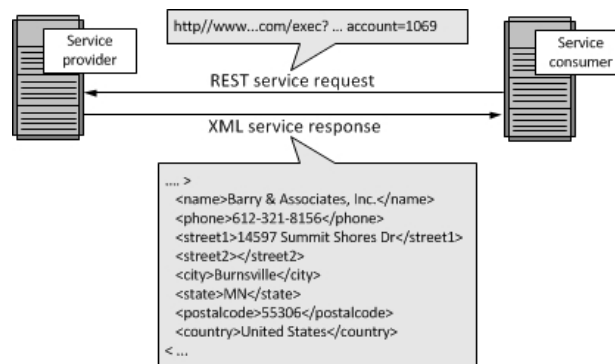 http//www...com/exec? ... account=1069
Service
provider
Service
consumer
REST service request
XML service response
.... >
<name>Barry & Associates, Inc.</name>
<phone>612-321-8156</phone>
<street1>14597 Summit Shores Dr</street1>
<street2></street2>
<city>Burnsville</city>
<state>MN</state>
<postalcode>55306</postalcode>
<country>United States</country>
< ...